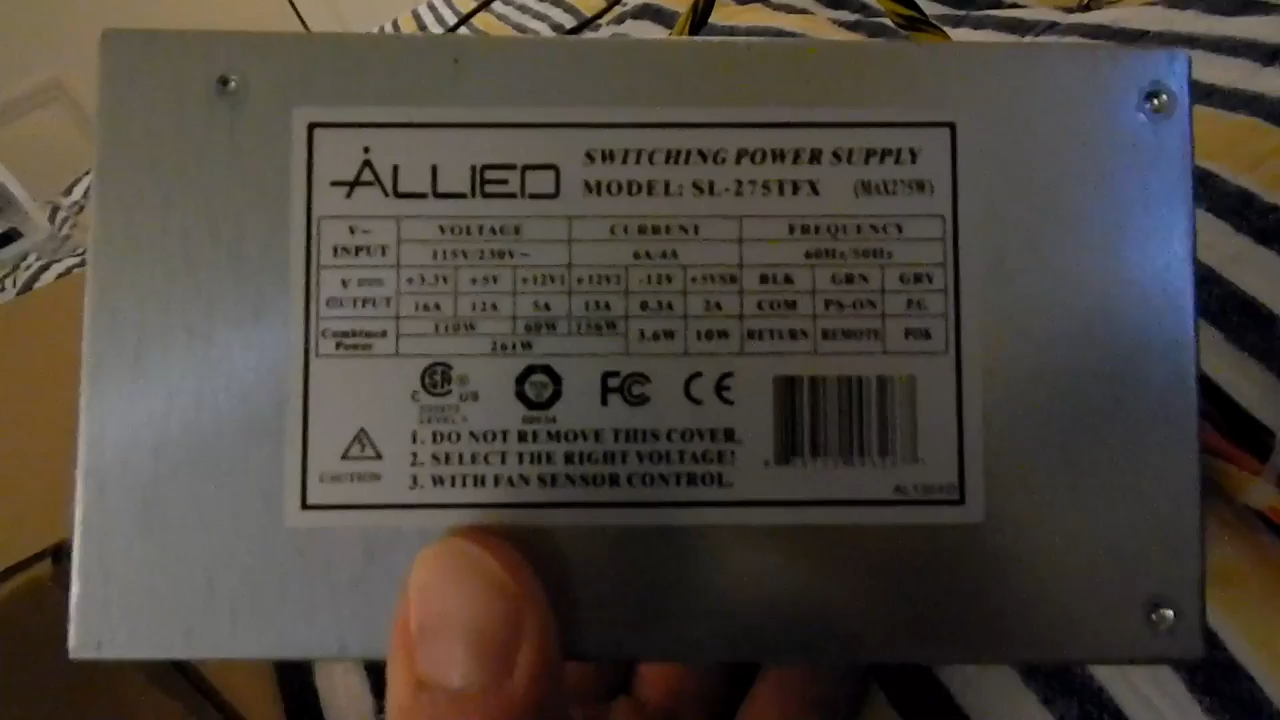 ALLIED
SWITCHING POWER SUPPLY
MODEL: SL-275TFX (MAX275W)
V~ INPUT VOLTAGE CURRENT FREQUENCY
115V/230V~ 6A/4A 60Hz/50Hz
V OUTPUT +3.3V +5V +12V1 +12V2 -12V +5VSB BLK GRN GRY
16A 12A 5A 13A 0.3A 2A COM PS-ON P.G.
Combined Power 110W 60W 156W 3.6W 10W RETURN REMOTE POK
261W
C US
LEVEL
FC CE
CAUTION
1. DO NOT REMOVE THIS COVER.
2. SELECT THE RIGHT VOLTAGE!
3. WITH FAN SENSOR CONTROL.